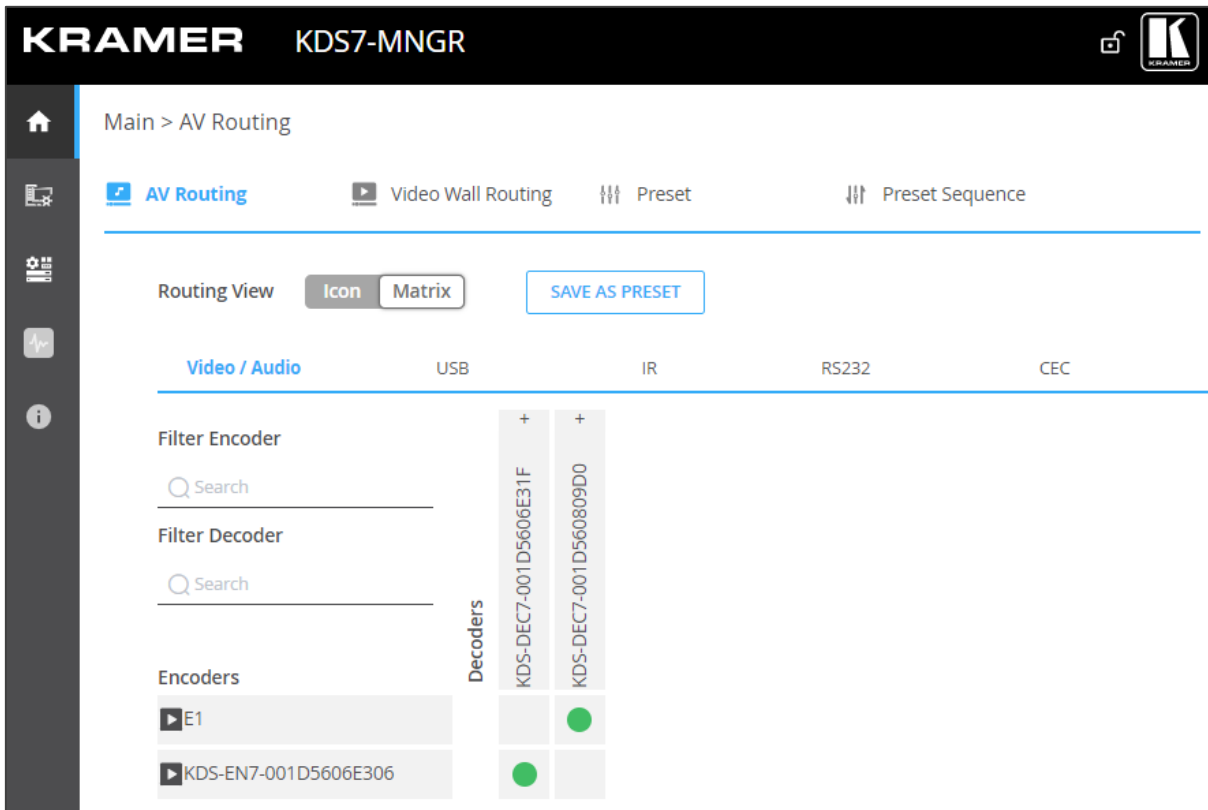 KRAMER KDS7-MNGR
KRAMER
Main > AV Routing
AV Routing Video Wall Routing Preset Preset Sequence
Routing View Icon Matrix SAVE AS PRESET
Video / Audio USB IR RS232 CEC
+ +
Filter Encoder
Search
Filter Decoder
Search
Decoders
KDS-DEC7-001D5606E31F
KDS-DEC7-001D560809D0
Encoders
E1
KDS-EN7-001D5606E306